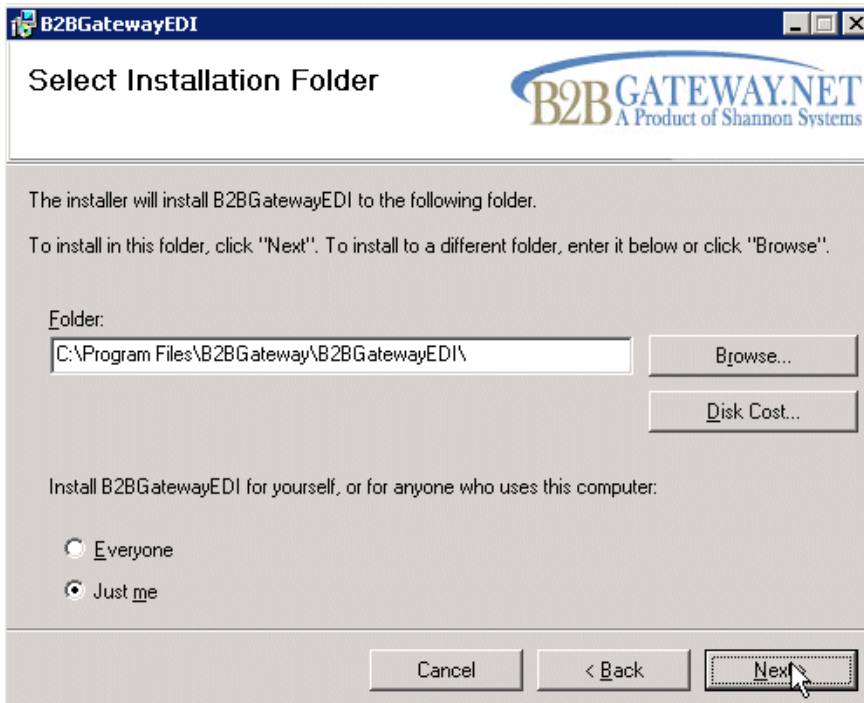 B2BGatewayEDI
Select Installation Folder
B2BGATEWAY.NET
A Product of Shannon Systems
The installer will install B2BGatewayEDI to the following folder.
To install in this folder, click "Next". To install to a different folder, enter it below or click "Browse".
Folder:
C:\Program Files\B2BGateway\B2BGatewayEDI\
Browse...
Disk Cost...
Install B2BGatewayEDI for yourself, or for anyone who uses this computer:
Everyone
Just me
Cancel
< Back
Next >